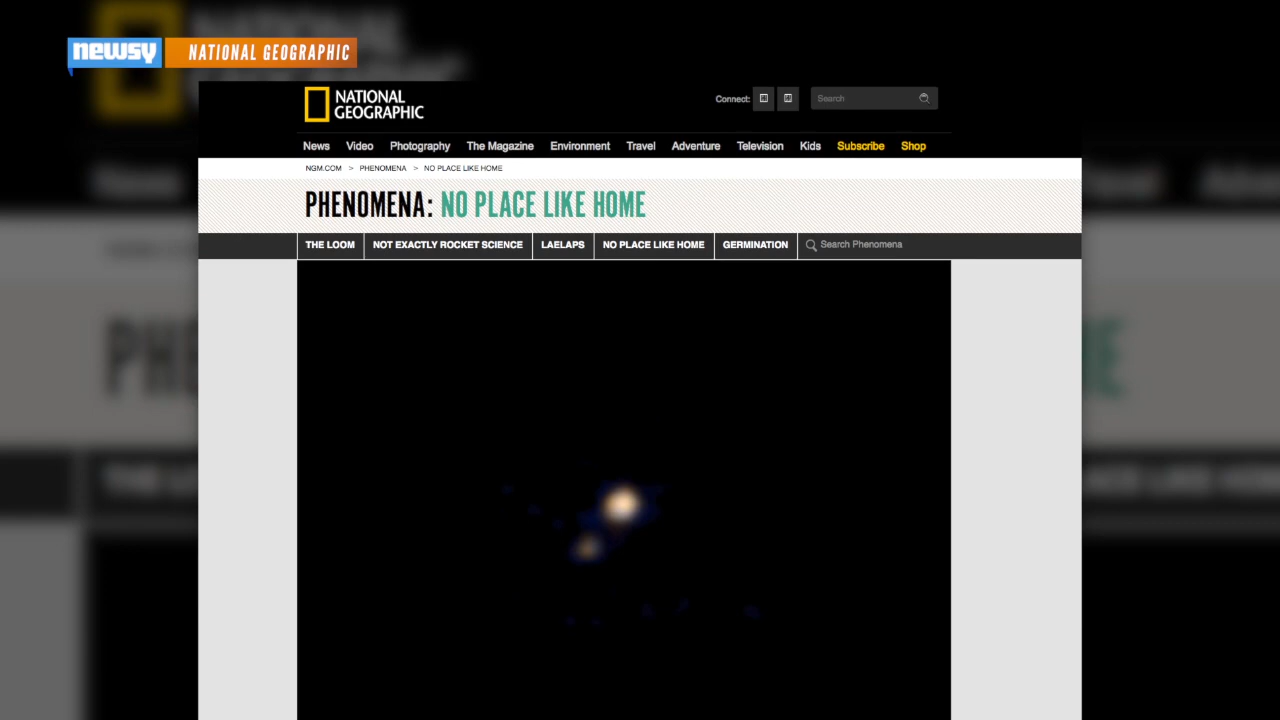 newsy NATIONAL GEOGRAPHIC
NATIONAL
GEOGRAPHIC
Connect:
Search
News Video Photography The Magazine Environment Travel Adventure Television Kids Subscribe Shop
NGM.COM > PHENOMENA > NO PLACE LIKE HOME
PHENOMENA: NO PLACE LIKE HOME
THE LOOM NOT EXACTLY ROCKET SCIENCE LAELAPS NO PLACE LIKE HOME GERMINATION Search Phenomena